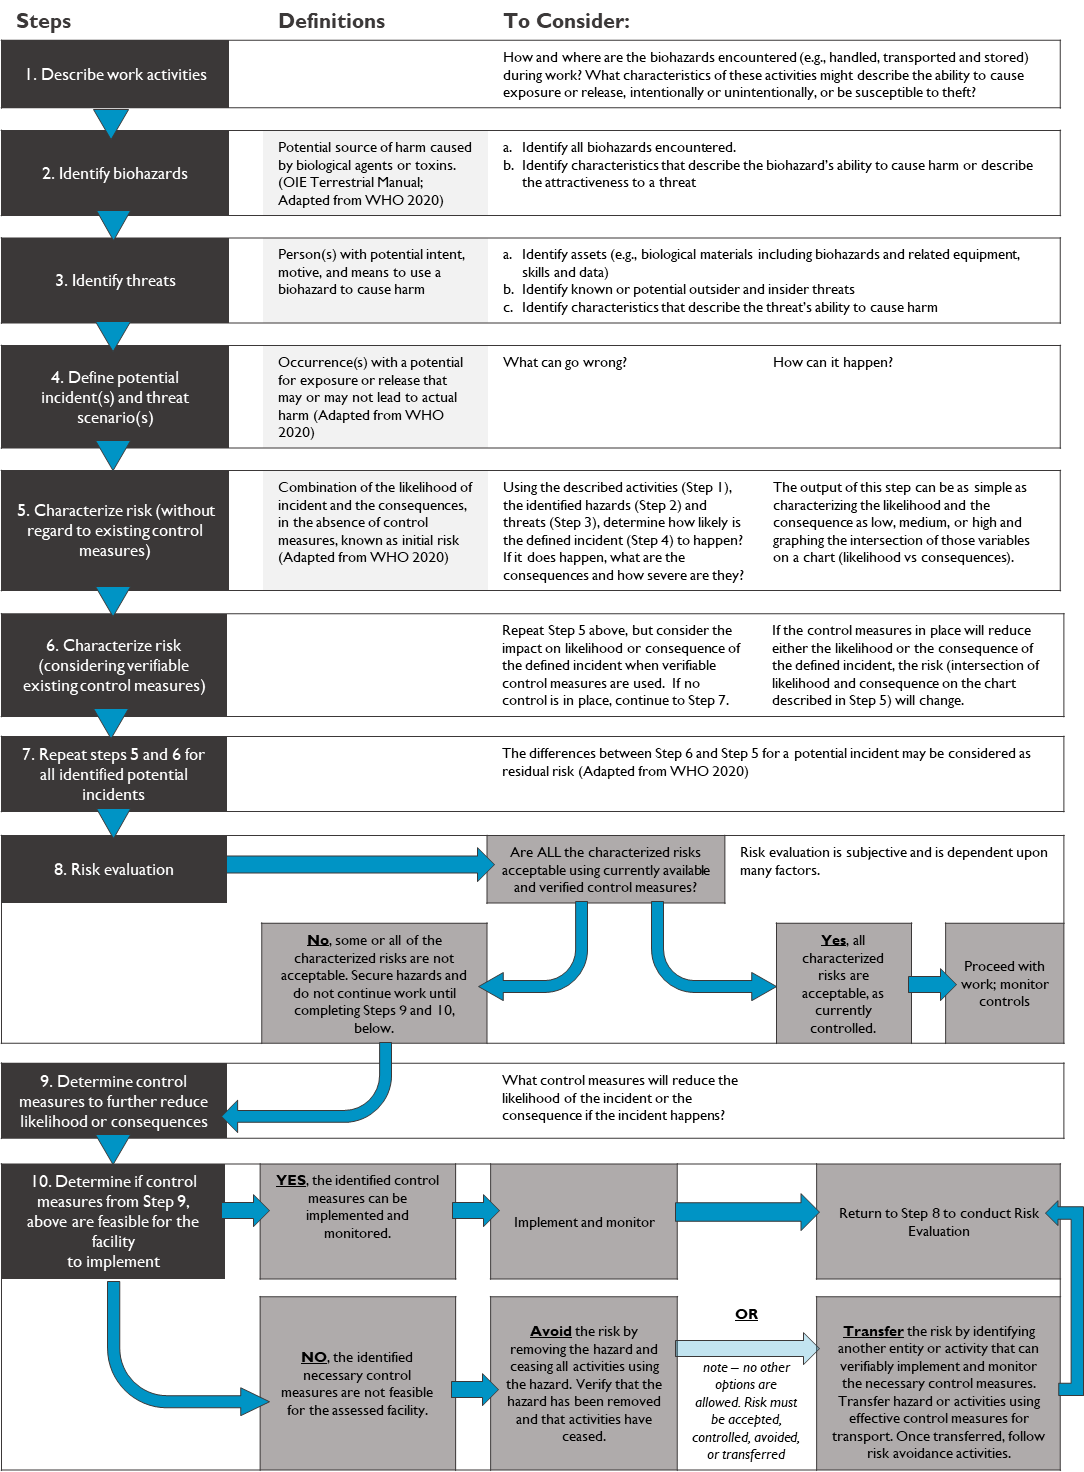 Steps
Definitions
To Consider:
1. Describe work activities
How and where are the biohazards encountered (e.g., handled, transported and stored)
during work? What characteristics of these activities might describe the ability to cause
exposure or release, intentionally or unintentionally, or be susceptible to theft?
2. Identify biohazards
Potential source of harm caused
by biological agents or toxins.
(OIE Terrestrial Manual;
Adapted from WHO 2020)
a. Identify all biohazards encountered.
b. Identify characteristics that describe the biohazard's ability to cause harm or describe
the attractiveness to a threat
3. Identify threats
Person(s) with potential intent,
motive, and means to use a
biohazard to cause harm
a. Identify assets (e.g., biological materials including biohazards and related equipment,
skills and data)
b. Identify known or potential outsider and insider threats
c. Identify characteristics that describe the threat's ability to cause harm
4. Define potential
incident(s) and threat
scenario(s)
Occurrence(s) with a potential
for exposure or release that
may or may not lead to actual
harm (Adapted from WHO
2020)
What can go wrong?
How can it happen?
5. Characterize risk (without
regard to existing control
measures)
Combination of the likelihood of
incident and the consequences,
in the absence of control
measures, known as initial risk
(Adapted from WHO 2020)
Using the described activities (Step 1),
the identified hazards (Step 2) and
threats (Step 3), determine how likely is
the defined incident (Step 4) to happen?
If it does happen, what are the
consequences and how severe are they?
The output of this step can be as simple as
characterizing the likelihood and the
consequence as low, medium, or high and
graphing the intersection of those variables
on a chart (likelihood vs consequences).
6. Characterize risk
(considering verifiable
existing control measures)
Repeat Step 5 above, but consider the
impact on likelihood or consequence of
the defined incident when verifiable
control measures are used. If no
control is in place, continue to Step 7.
If the control measures in place will reduce
either the likelihood or the consequence of
the defined incident, the risk (intersection of
likelihood and consequence on the chart
described in Step 5) will change.
7. Repeat steps 5 and 6 for
all identified potential
incidents
The differences between Step 6 and Step 5 for a potential incident may be considered as
residual risk (Adapted from WHO 2020)
8. Risk evaluation
Are ALL the characterized risks
acceptable using currently available
and verified control measures?
Risk evaluation is subjective and is dependent upon
many factors.
No, some or all of the
characterized risks are not
acceptable. Secure hazards and
do not continue work until
completing Steps 9 and 10,
below.
Yes, all
characterized
risks are
acceptable, as
currently
controlled.
Proceed with
work; monitor
controls
9. Determine control
measures to further reduce
likelihood or consequences
What control measures will reduce the
likelihood of the incident or the
consequence if the incident happens?
10. Determine if control
measures from Step 9,
above are feasible for the
facility
to implement
YES, the identified control
measures can be
implemented and
monitored.
Implement and monitor
Return to Step 8 to conduct Risk
Evaluation
NO, the identified
necessary control
measures are not feasible
for the assessed facility.
Avoid the risk by
removing the hazard and
ceasing all activities using
the hazard. Verify that the
hazard has been removed
and that activities have
ceased.
OR
note – no other
options are
allowed. Risk must
be accepted,
controlled, avoided,
or transferred
Transfer the risk by identifying
another entity or activity that can
verifiably implement and monitor
the necessary control measures.
Transfer hazard or activities using
effective control measures for
transport. Once transferred, follow
risk avoidance activities.